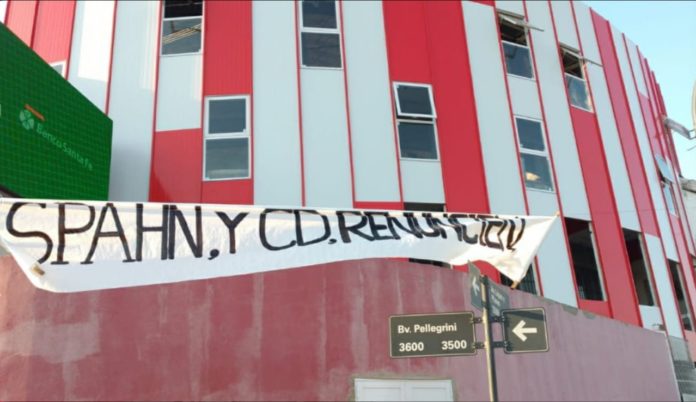 Banco Santa Fe
SPAHN, Y CD. RENUNCIEN
Bv. Pellegrini
3600 3500